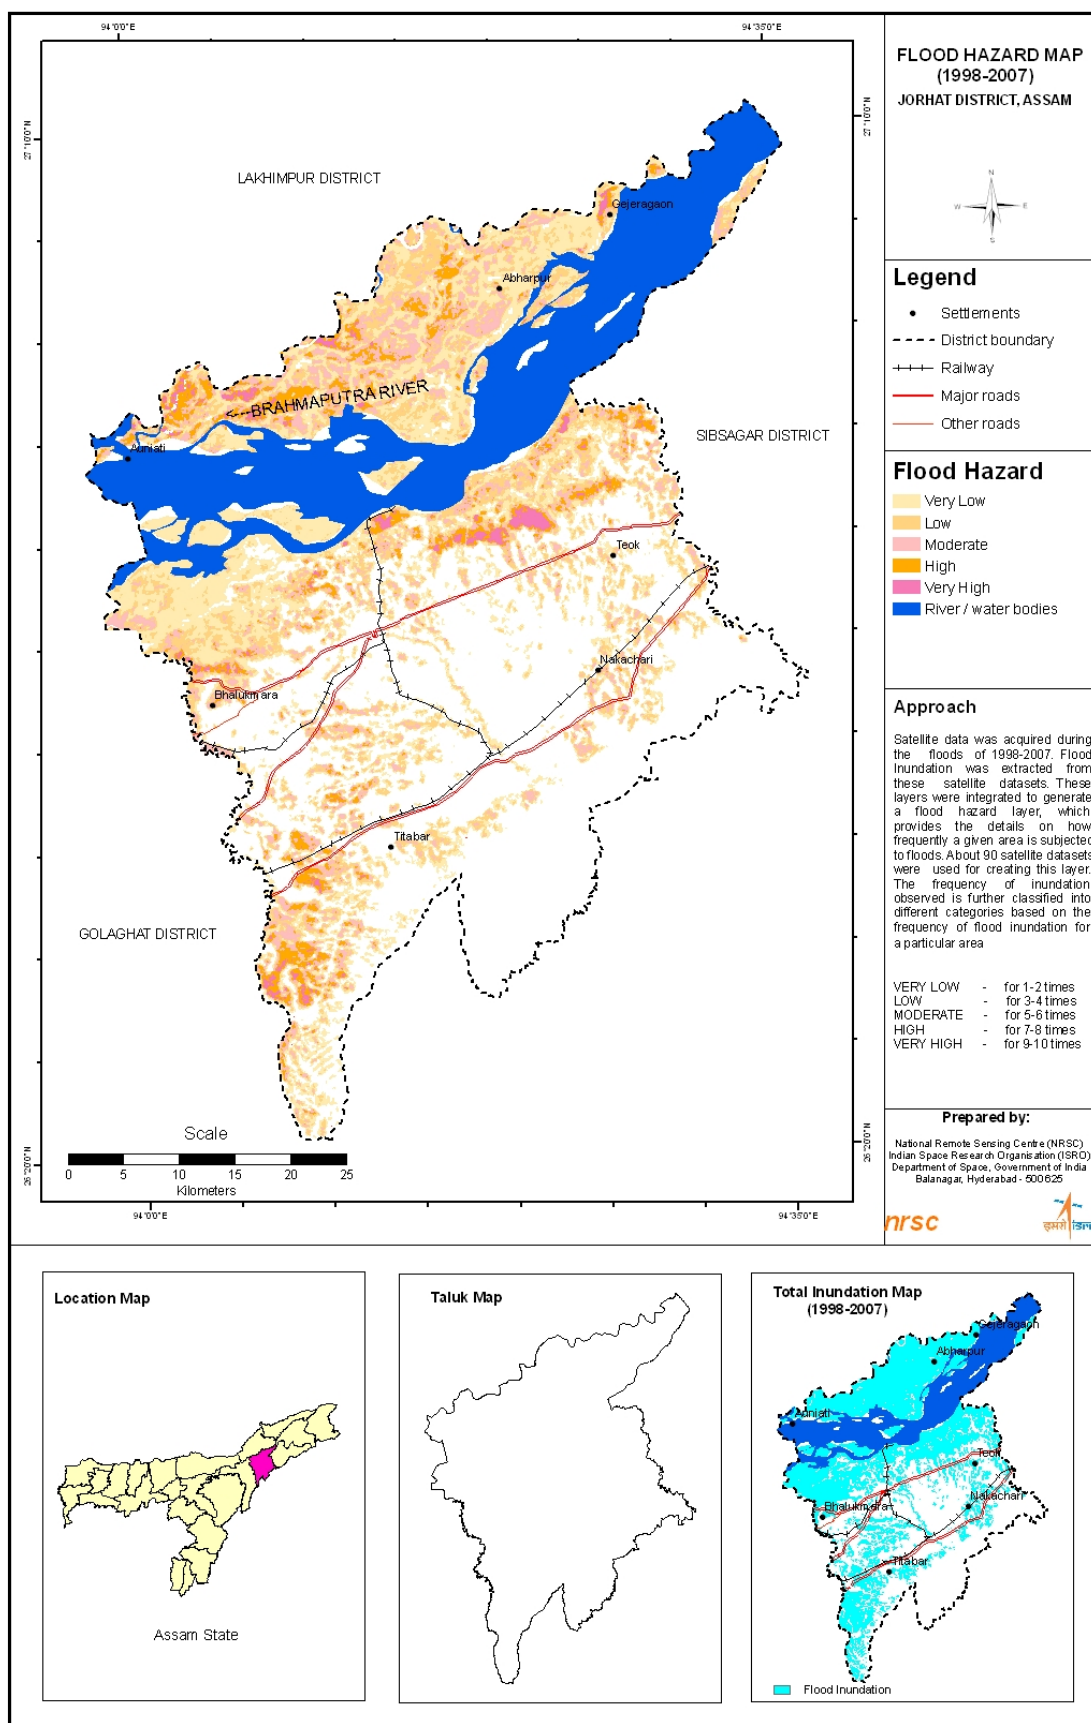 94°0'0"E
94°35'0"E
27°10'0"N
27°10'0"N
FLOOD HAZARD MAP
(1998-2007)
JORHAT DISTRICT, ASSAM
N
W
E
S
LAKHIMPUR DISTRICT
Gejeragaon
Abharpur
<---BRAHMAPUTRA RIVER
Auniati
SIBSAGAR DISTRICT
Teok
Nakachari
Bhalukmara
Titabar
GOLAGHAT DISTRICT
Scale
0 5 10 15 20 25
Kilometers
26°20'0"N
26°20'0"N
94°0'0"E
94°35'0"E
Legend
Settlements
District boundary
Railway
Major roads
Other roads
Flood Hazard
Very Low
Low
Moderate
High
Very High
River / water bodies
Approach
Satellite data was acquired during
the floods of 1998-2007. Flood
Inundation was extracted from
these satellite datasets. These
layers were integrated to generate
a flood hazard layer, which
provides the details on how
frequently a given area is subjected
to floods. About 90 satellite datasets
were used for creating this layer.
The frequency of inundation
observed is further classified into
different categories based on the
frequency of flood inundation for
a particular area
VERY LOW - for 1-2 times
LOW - for 3-4 times
MODERATE - for 5-6 times
HIGH - for 7-8 times
VERY HIGH - for 9-10 times
Prepared by:
National Remote Sensing Centre (NRSC)
Indian Space Research Organisation (ISRO)
Department of Space, Government of India
Balanagar, Hyderabad - 500625
nrsc
इसरो isro
Location Map
Assam State
Taluk Map
Total Inundation Map
(1998-2007)
Gejeragaon
Abharpur
Auniati
Teok
Nakachari
Bhalukmara
Titabar
Flood Inundation